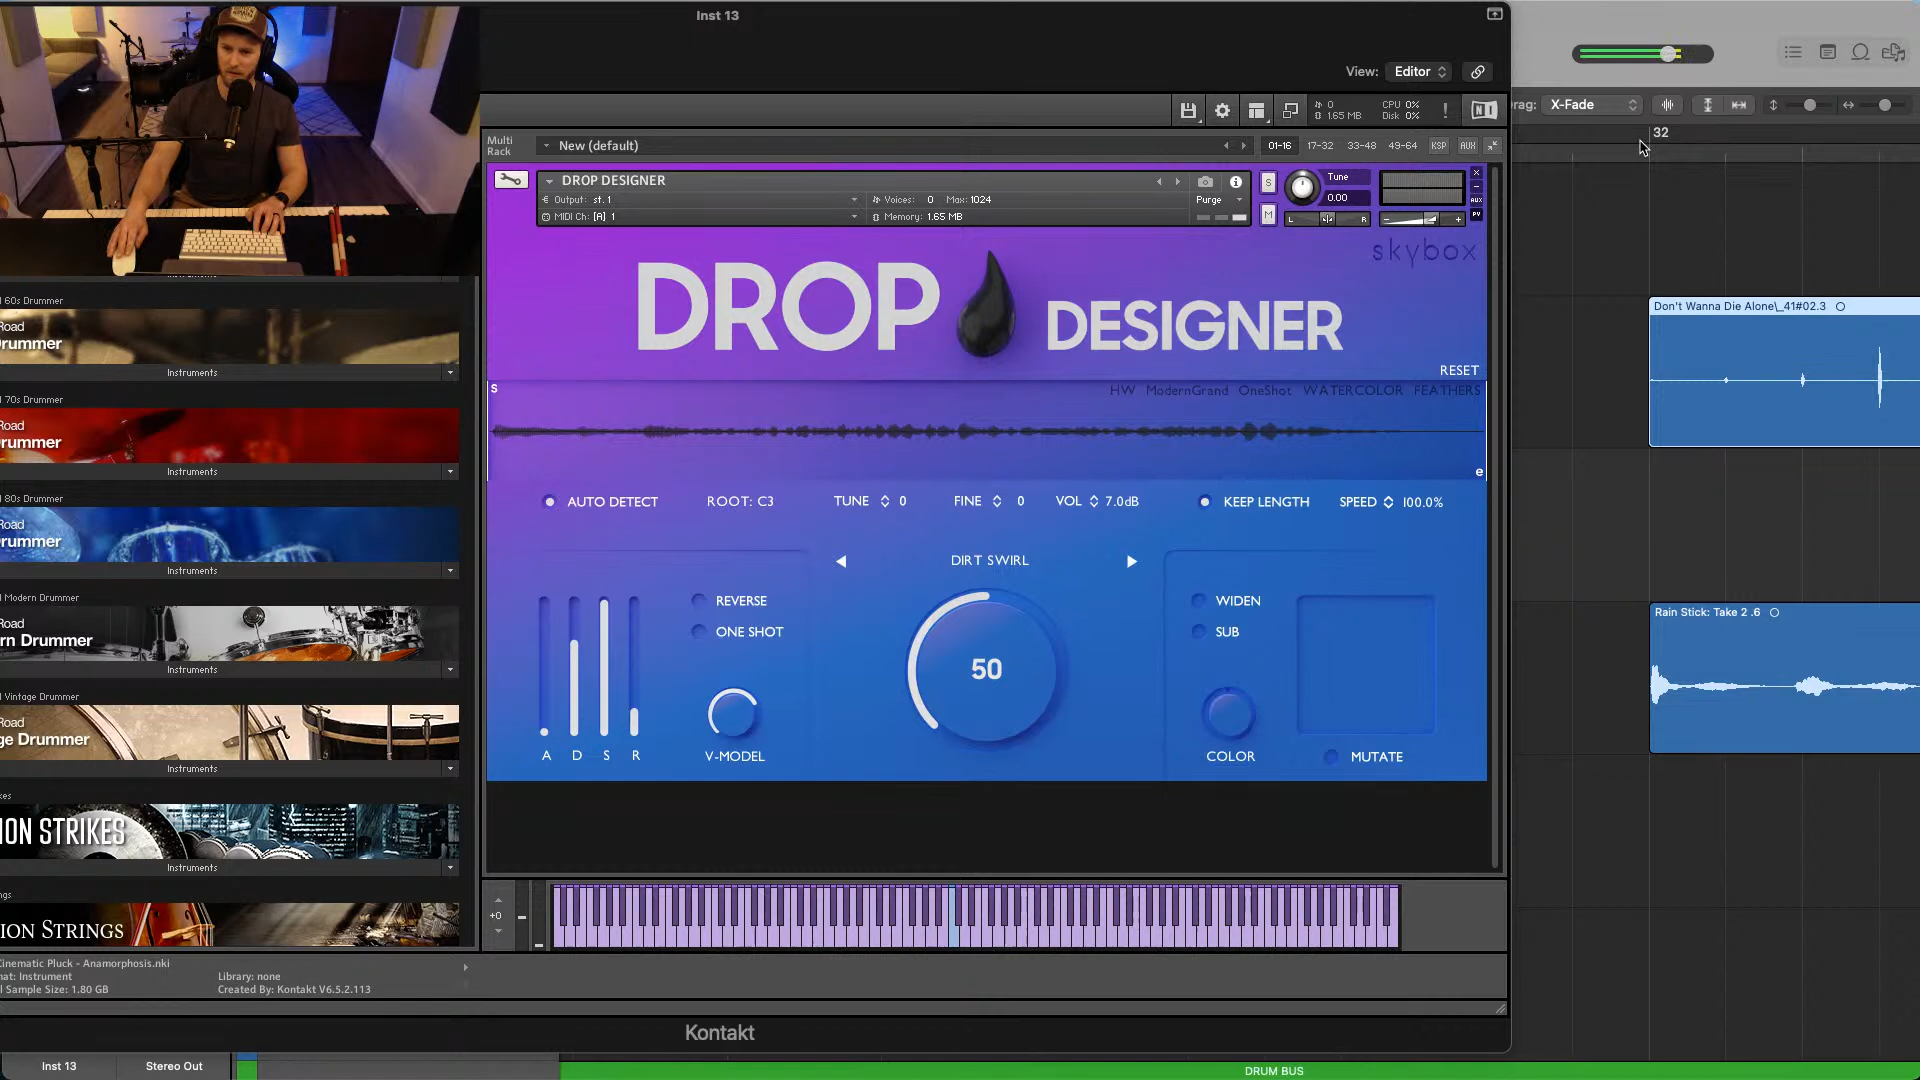 Inst 13
View: Editor
0
1.65 MB
CPU 0%
Disk 0%
!
NI
rag: X-Fade
32
Multi
Rack
New (default)
01-16 17-32 33-48 49-64 KSP AUX
DROP DESIGNER
Output: st. 1
Voices: 0 Max: 1024
Purge
MIDI Ch: [A] 1
Memory: 1.65 MB
S
M
Tune
0.00
L R
- +
AUX
PV
skybox
DROP DESIGNER
RESET
S
HW ModernGrand OneShot WATERCOLOR FEATHERS
e
AUTO DETECT ROOT: C3 TUNE 0 FINE 0 VOL 7.0dB KEEP LENGTH SPEED 100.0%
DIRT SWIRL
REVERSE
ONE SHOT
WIDEN
SUB
50
A D S R
V-MODEL
COLOR
MUTATE
+0
l 60s Drummer
Road
rummer
Instruments
l 70s Drummer
Road
rummer
Instruments
l 80s Drummer
Road
rummer
Instruments
l Modern Drummer
Road
rn Drummer
Instruments
l Vintage Drummer
Road
ge Drummer
Instruments
kes
ION STRIKES
Instruments
ngs
ION STRINGS
Cinematic Pluck - Anamorphosis.nki
nat: Instrument
Library: none
l Sample Size: 1.80 GB
Created By: Kontakt V6.5.2.113
Kontakt
Don't Wanna Die Alone\_41#02.3
Rain Stick: Take 2 .6
Inst 13
Stereo Out
DRUM BUS